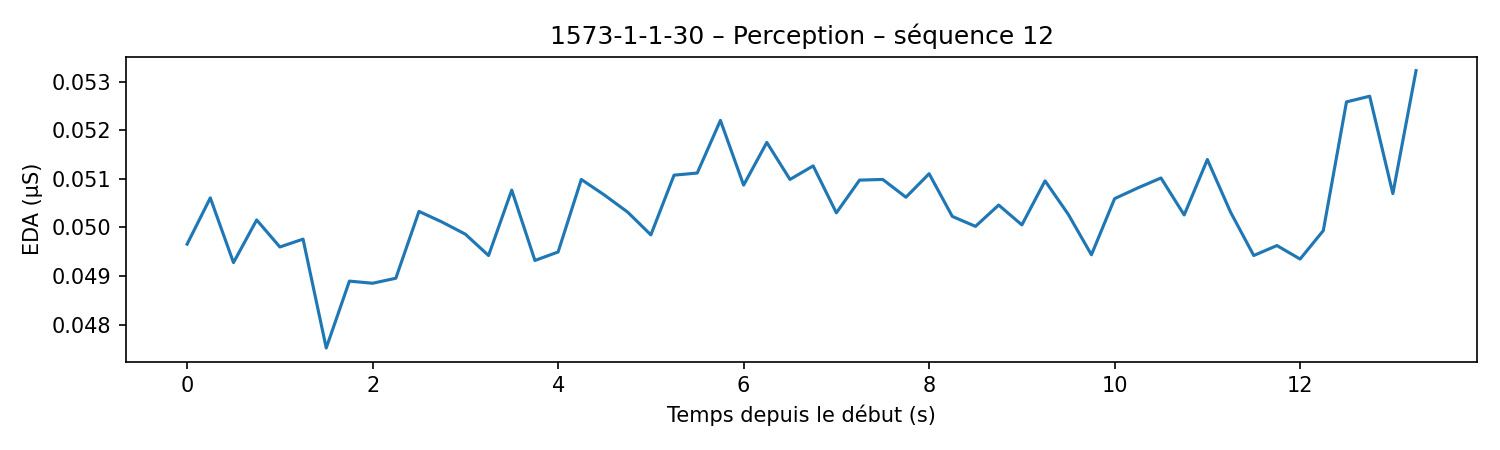 1573-1-1-30 – Perception – séquence 12
EDA (µS)
0.053
0.052
0.051
0.050
0.049
0.048
0 2 4 6 8 10 12
Temps depuis le début (s)